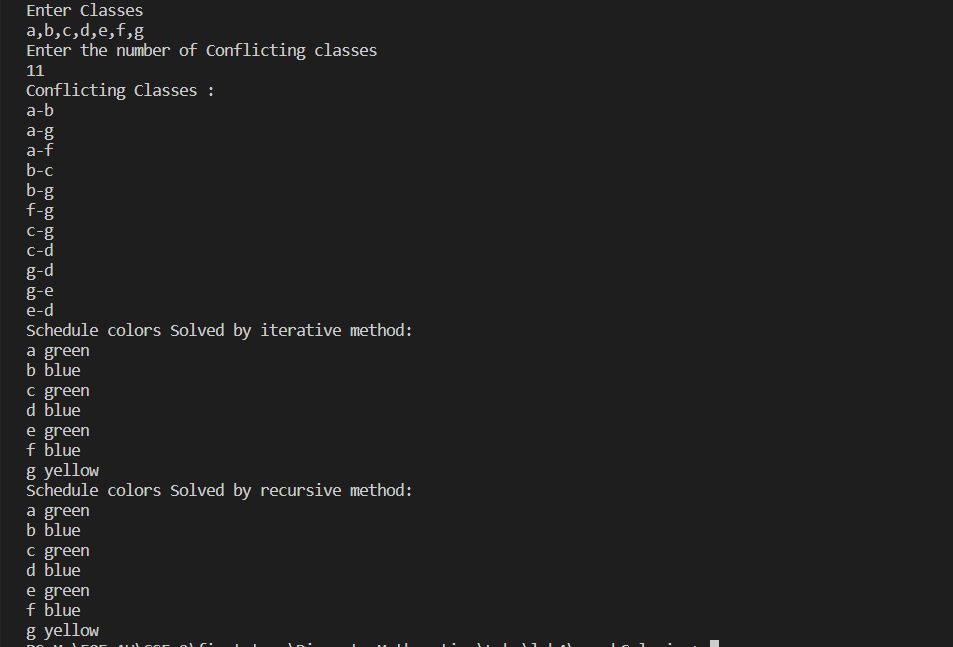 Enter Classes
a,b,c,d,e,f,g
Enter the number of Conflicting classes
11
Conflicting Classes :
a-b
a-g
a-f
b-c
b-g
f-g
c-g
c-d
g-d
g-e
e-d
Schedule colors Solved by iterative method:
a green
b blue
c green
d blue
e green
f blue
g yellow
Schedule colors Solved by recursive method:
a green
b blue
c green
d blue
e green
f blue
g yellow